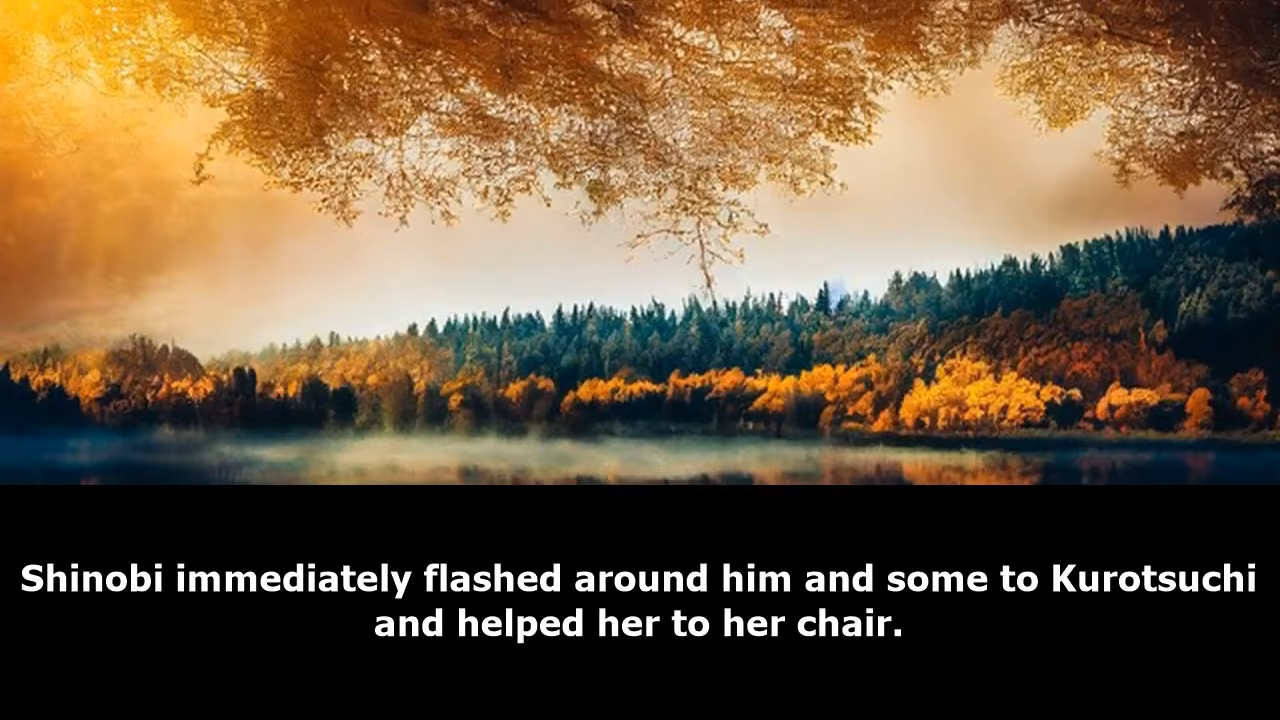 Shinobi immediately flashed around him and some to Kurotsuchi
and helped her to her chair.